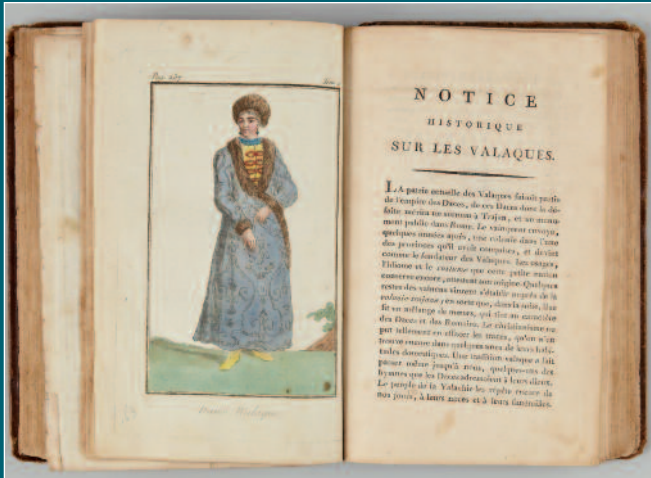 Pag. 237
NOTICE
HISTORIQUE
SUR LES VALAQUES.
LA patrie actuelle des Valaques faisait partie
de l'empire des Daces, de ces Daces dont la dé-
faite mérita un surnom à Trajan, et un monu-
ment public dans Rome. Le vainqueur envoya,
quelques années après, une colonie dans l'une
des provinces qu'il avait conquises, et devint
comme le fondateur des Valaques. Les usages,
l'idiome et le costume que cette petite nation
conserve encore, attestent son origine. Quelques
restes des vaincus vinrent s'établir auprès de la
colonie trajane; en sorte que, dans la suite, il se
fit un mélange de mœurs, qui tint au caractère
des Daces et des Romains. Le christianisme ne
put tellement en effacer les traces, qu'on n'en
trouve encore dans quelques unes de leurs habi-
tudes domestiques. Une tradition valaque a fait
passer même jusqu'à nous, quelques-uns des
hymnes que les Daces adressoient à leurs dieux.
Le peuple de la Valachie les répète encore de
nos jours, à leurs noces et à leurs funérailles.